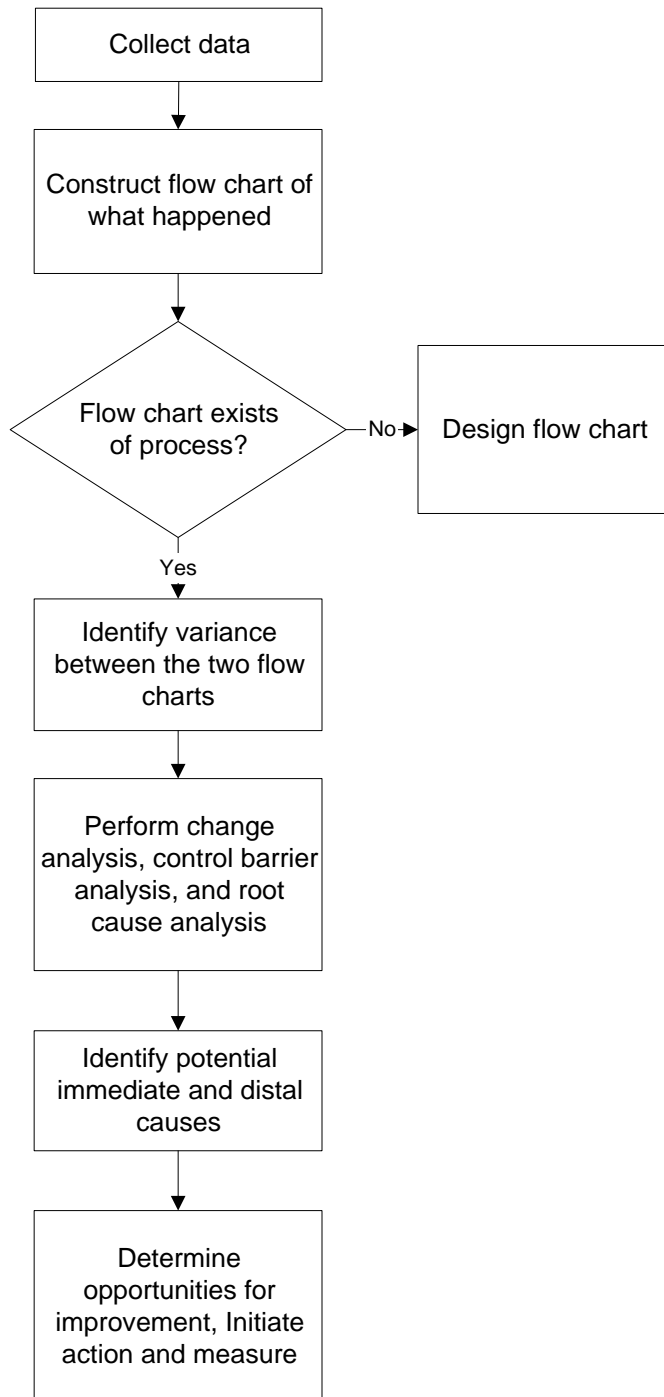 Collect data
Construct flow chart of
what happened
Flow chart exists
of process?
No
Design flow chart
Yes
Identify variance
between the two flow
charts
Perform change
analysis, control barrier
analysis, and root
cause analysis
Identify potential
immediate and distal
causes
Determine
opportunities for
improvement, Initiate
action and measure